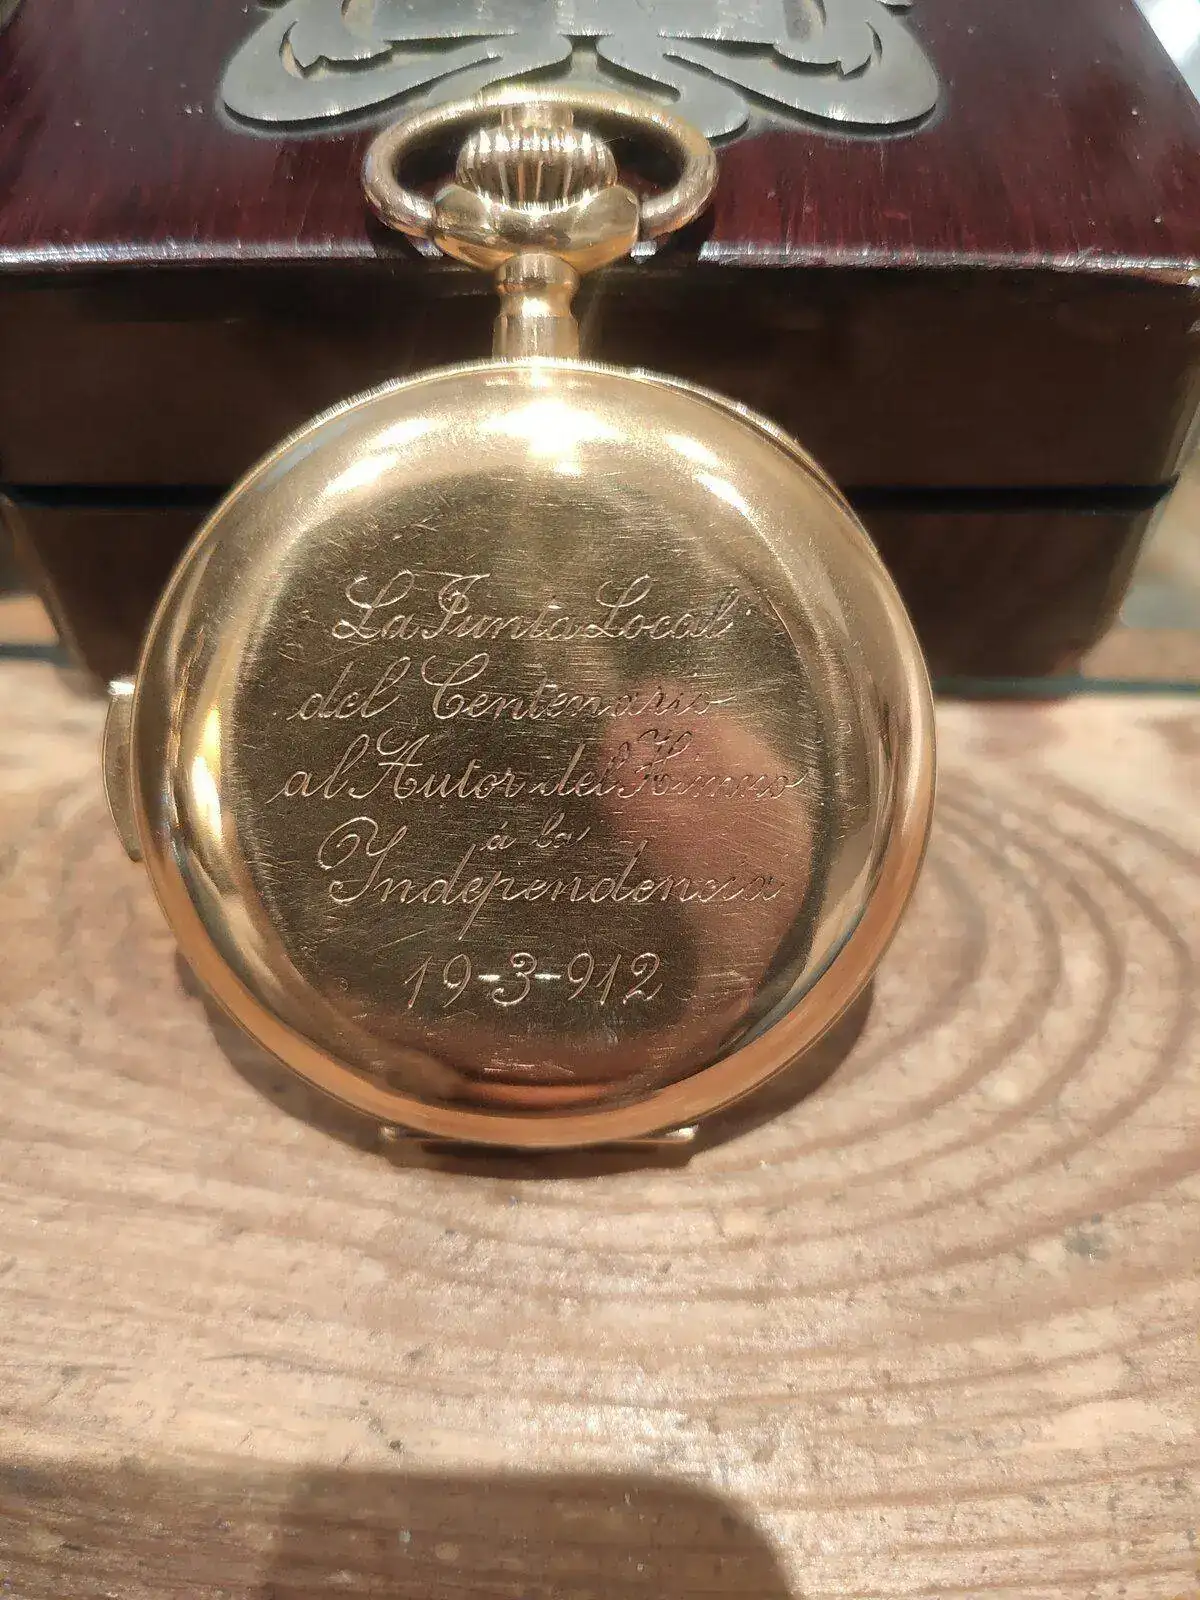 La Junta Local
del Centenario
al Autor del Himno
á la
Independencia
19-3-912